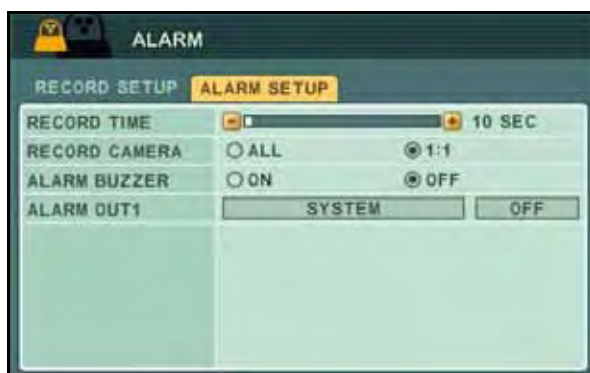 ALARM
RECORD SETUP ALARM SETUP
RECORD TIME 10 SEC
RECORD CAMERA ALL 1:1
ALARM BUZZER ON OFF
ALARM OUT1 SYSTEM OFF